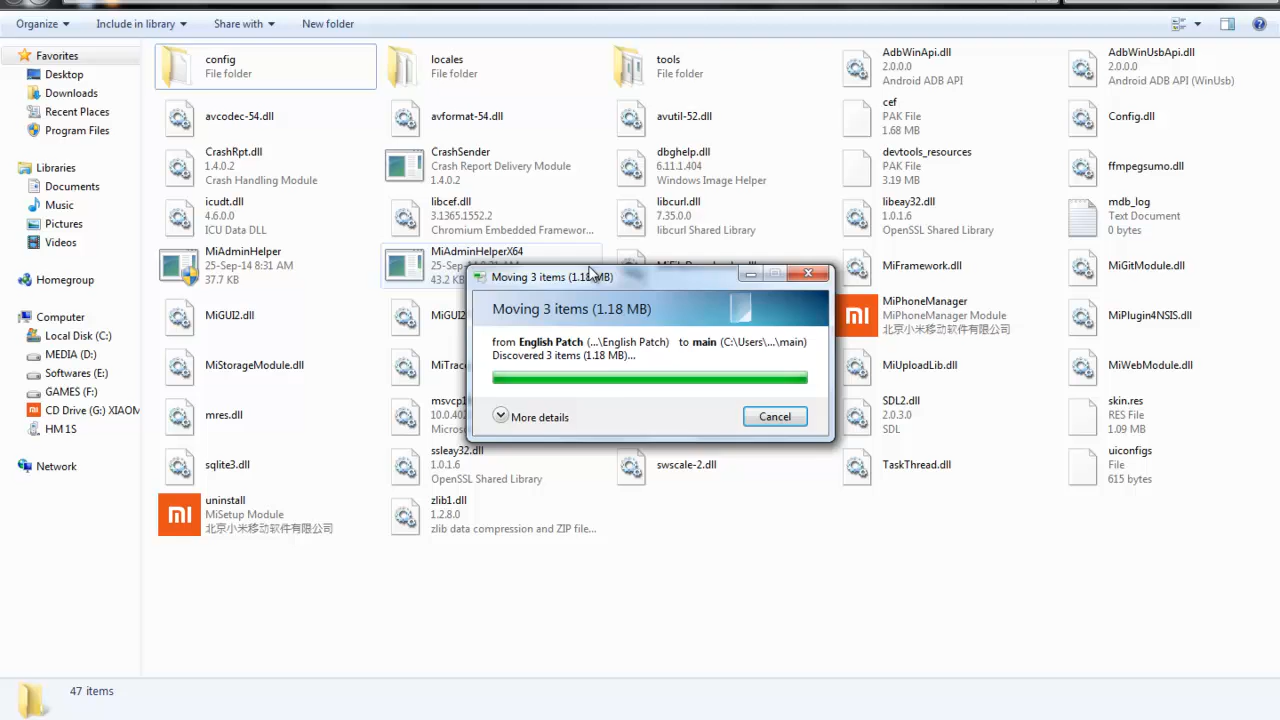 Organize
Include in library
Share with
New folder
Favorites
Desktop
Downloads
Recent Places
Program Files
Libraries
Documents
Music
Pictures
Videos
Homegroup
Computer
Local Disk (C:)
MEDIA (D:)
Softwares (E:)
GAMES (F:)
CD Drive (G:) XIAOM
HM 1S
Network
config
File folder
locales
File folder
tools
File folder
AdbWinApi.dll
2.0.0.0
Android ADB API
AdbWinUsbApi.dll
2.0.0.0
Android ADB API (WinUsb)
avcodec-54.dll
avformat-54.dll
avutil-52.dll
cef
PAK File
1.68 MB
Config.dll
CrashRpt.dll
1.4.0.2
Crash Handling Module
CrashSender
Crash Report Delivery Module
1.4.0.2
dbghelp.dll
6.11.1.404
Windows Image Helper
devtools_resources
PAK File
3.19 MB
ffmpegsumo.dll
icudt.dll
4.6.0.0
ICU Data DLL
libcef.dll
3.1365.1552.2
Chromium Embedded Framewor...
libcurl.dll
7.35.0.0
libcurl Shared Library
libeay32.dll
1.0.1.6
OpenSSL Shared Library
mdb_log
Text Document
0 bytes
MiAdminHelper
25-Sep-14 8:31 AM
37.7 KB
MiAdminHelperX64
43.2 KB
MiFramework.dll
MiGitModule.dll
MiGUI2.dll
MiPhoneManager
MiPhoneManager Module
北京小米移动软件有限公司
MiPlugin4NSIS.dll
MiStorageModule.dll
MiUploadLib.dll
MiWebModule.dll
mres.dll
SDL2.dll
2.0.3.0
SDL
skin.res
RES File
1.09 MB
sqlite3.dll
ssleay32.dll
1.0.1.6
OpenSSL Shared Library
swscale-2.dll
TaskThread.dll
uiconfigs
File
615 bytes
uninstall
MiSetup Module
北京小米移动软件有限公司
zlib1.dll
1.2.8.0
zlib data compression and ZIP file...
Moving 3 items (1.18 MB)
Moving 3 items (1.18 MB)
from English Patch (...\English Patch) to main (C:\Users\...\main)
Discovered 3 items (1.18 MB)...
More details
Cancel
47 items